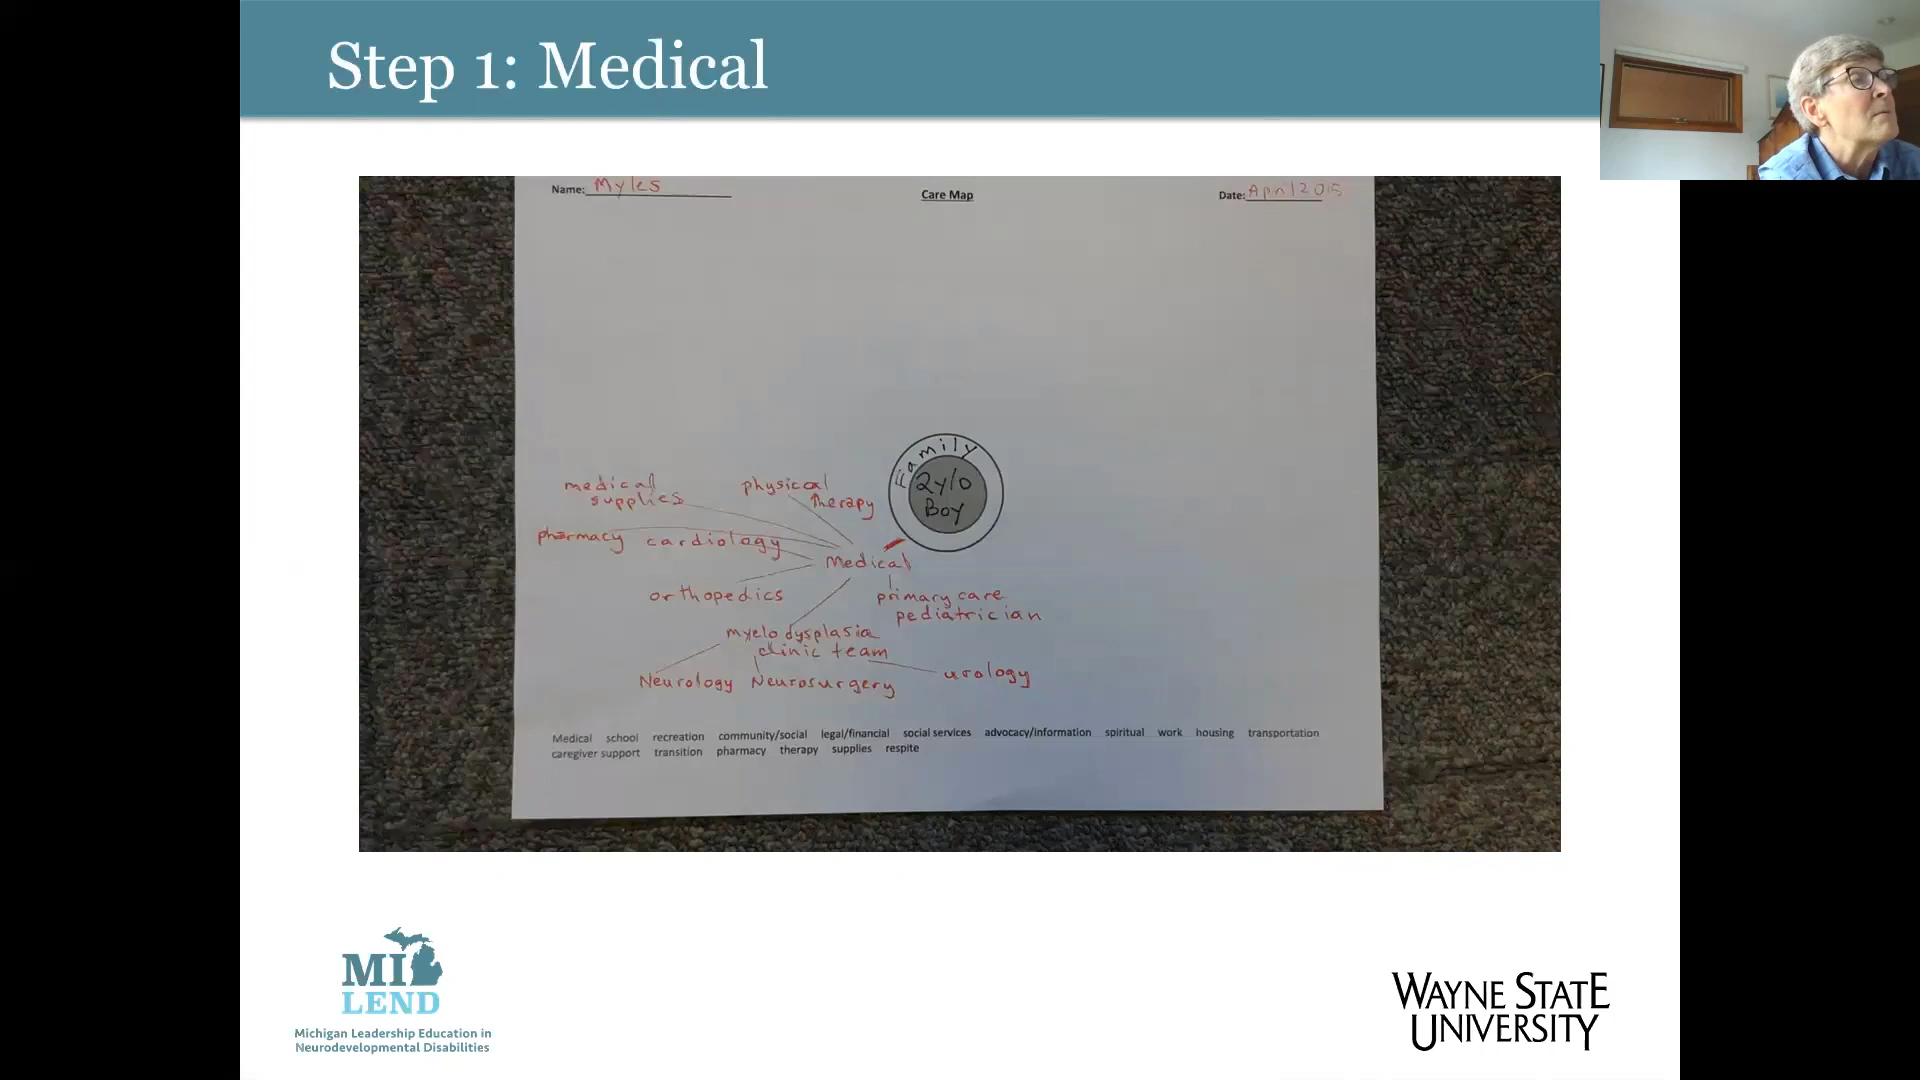 Step 1: Medical
Name: Myles
Care Map
Date: April 2015
Family
2 y/o
Boy
medical
supplies
physical
therapy
pharmacy
cardiology
Medical
orthopedics
primary care
pediatrician
myelodysplasia
clinic team
Neurology
Neurosurgery
urology
Medical school recreation community/social legal/financial social services advocacy/information spiritual work housing transportation
caregiver support transition pharmacy therapy supplies respite
MI
LEND
Michigan Leadership Education in
Neurodevelopmental Disabilities
WAYNE STATE
UNIVERSITY